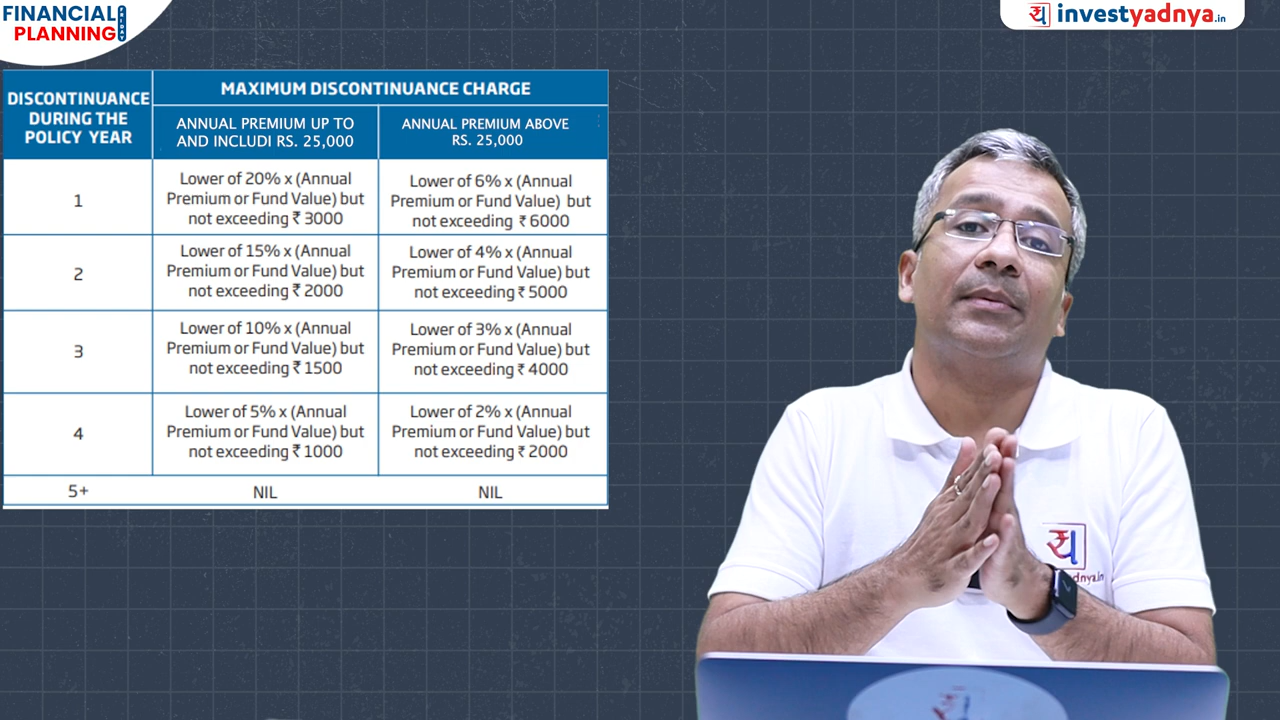 FINANCIAL
PLANNING
FRIDAY
investyadnya.in
DISCONTINUANCE
DURING THE
POLICY YEAR
MAXIMUM DISCONTINUANCE CHARGE
ANNUAL PREMIUM UP TO
AND INCLUDI RS. 25,000
ANNUAL PREMIUM ABOVE
RS. 25,000
1
Lower of 20% x (Annual
Premium or Fund Value) but
not exceeding ₹ 3000
Lower of 6% x (Annual
Premium or Fund Value) but
not exceeding ₹ 6000
2
Lower of 15% x (Annual
Premium or Fund Value) but
not exceeding ₹ 2000
Lower of 4% x (Annual
Premium or Fund Value) but
not exceeding ₹ 5000
3
Lower of 10% x (Annual
Premium or Fund Value) but
not exceeding ₹ 1500
Lower of 3% x (Annual
Premium or Fund Value) but
not exceeding ₹ 4000
4
Lower of 5% x (Annual
Premium or Fund Value) but
not exceeding ₹ 1000
Lower of 2% x (Annual
Premium or Fund Value) but
not exceeding ₹ 2000
5+
NIL
NIL